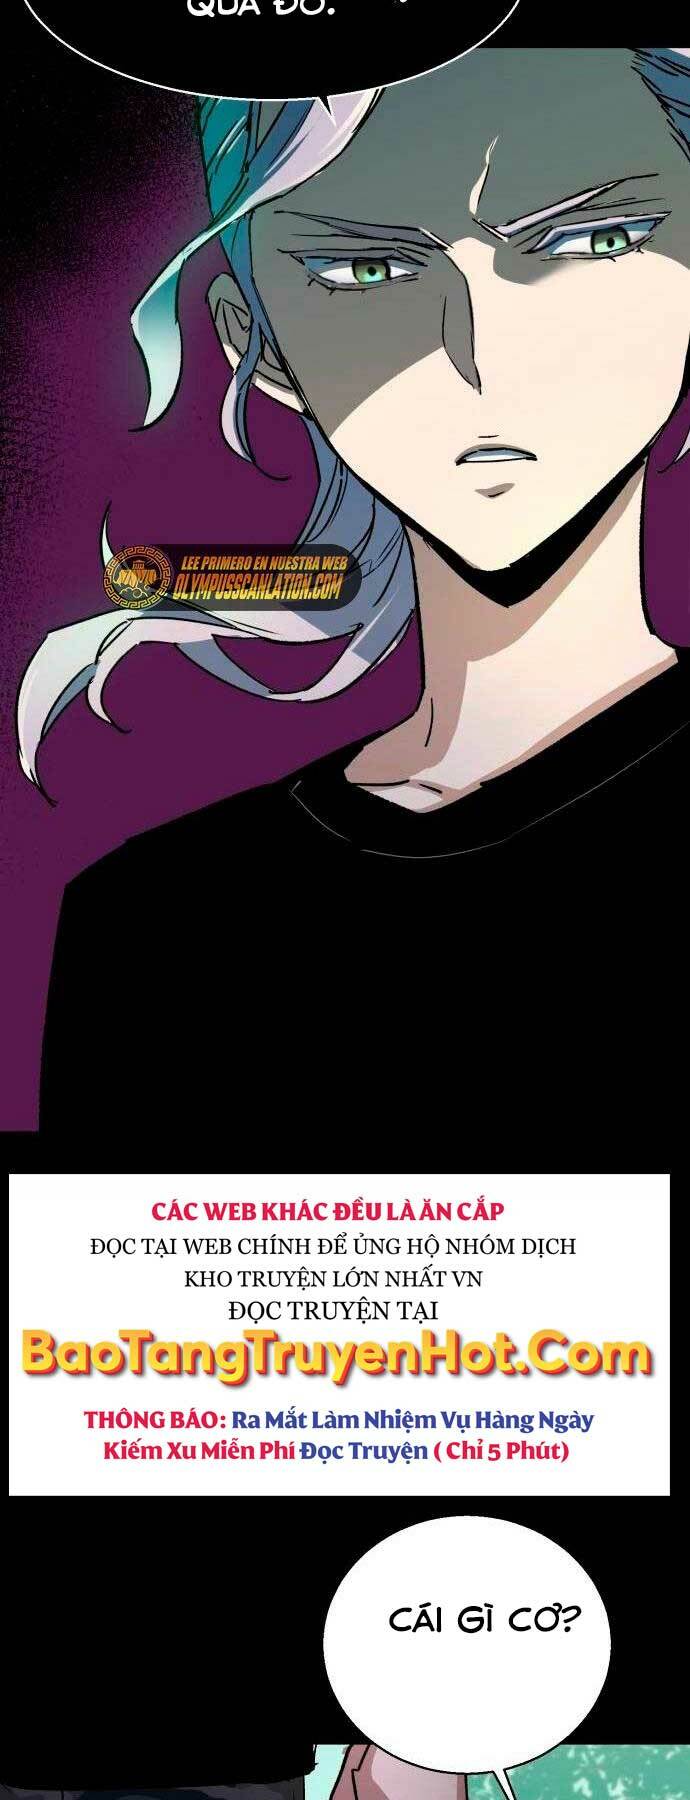 QUA ĐÓ.
LEE PRIMERO EN NUESTRA WEB
OLYMPUSSCANLATION.COM
CÁC WEB KHÁC ĐỀU LÀ ĂN CẮP
ĐỌC TẠI WEB CHÍNH ĐỂ ỦNG HỘ NHÓM DỊCH
KHO TRUYỆN LỚN NHẤT VN
ĐỌC TRUYỆN TẠI
BaoTangTruyenHot.Com
THÔNG BÁO: Ra Mắt Làm Nhiệm Vụ Hàng Ngày
Kiếm Xu Miễn Phí Đọc Truyện ( Chỉ 5 Phút)
CÁI GÌ CƠ?